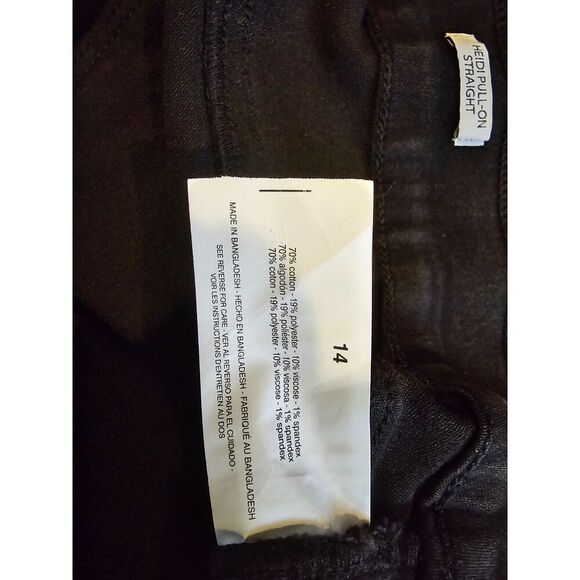 HEIDI PULL-ON
STRAIGHT
14
70% cotton - 19% polyester - 10% viscose - 1% spandex
70% algodón - 19% poliéster - 10% viscosa - 1% spandex
70% coton - 19% polyester - 10% viscose - 1% spandex
MADE IN BANGLADESH - HECHO EN BANGLADESH - FABRIQUÉ AU BANGLADESH
SEE REVERSE FOR CARE - VER AL REVERSO PARA EL CUIDADO -
VOIR LES INSTRUCTIONS D'ENTRETIEN AU DOS